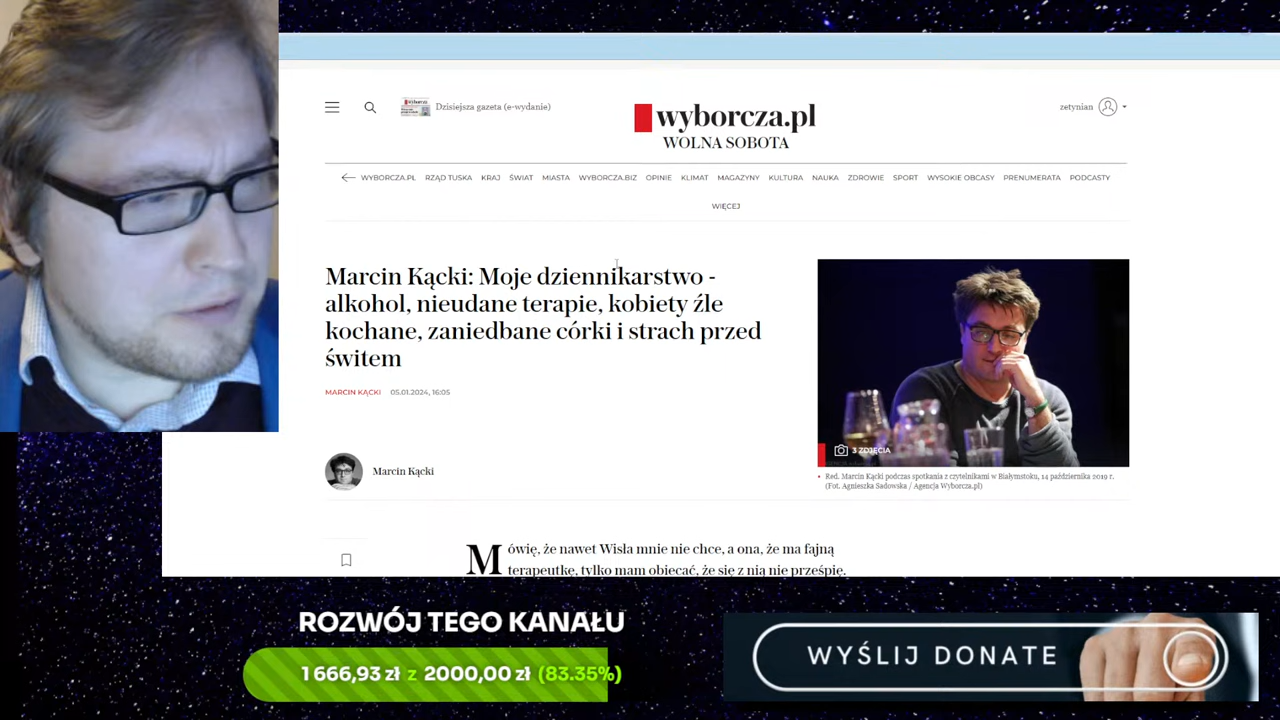 Dzisiejsza gazeta (e-wydanie)
wyborcza.pl
WOLNA SOBOTA
zetynian
WYBORCZA.PL RZĄD TUSKA KRAJ ŚWIAT MIASTA WYBORCZA.BIZ OPINIE KLIMAT MAGAZYNY KULTURA NAUKA ZDROWIE SPORT WYSOKIE OBCASY PRENUMERATA PODCASTY
WIĘCEJ
Marcin Kącki: Moje dziennikarstwo -
alkohol, nieudane terapie, kobiety źle
kochane, zaniedbane córki i strach przed
świtem
MARCIN KĄCKI 05.01.2024, 16:05
3 ZDJĘCIA
Red. Marcin Kącki podczas spotkania z czytelnikami w Białymstoku, 14 października 2019 r.
(Fot. Agnieszka Sadowska / Agencja Wyborcza.pl)
Marcin Kącki
Mówię, że nawet Wisła mnie nie chce, a ona, że ma fajną
terapeutkę, tylko mam obiecać, że się z nią nie prześpię.
ROZWÓJ TEGO KANAŁU
1 666,93 zł z 2000,00 zł (83.35%)
WYŚLIJ DONATE